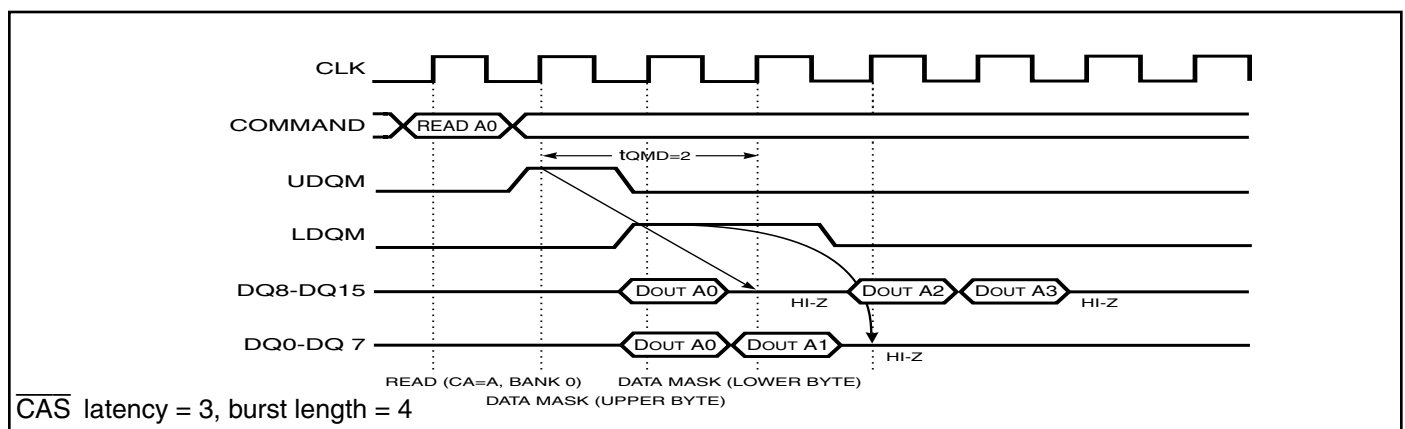 CLK
COMMAND READ A0
tQMD=2
UDQM
LDQM
DQ8-DQ15 DOUT A0 HI-Z DOUT A2 DOUT A3 HI-Z
DQ0-DQ 7 DOUT A0 DOUT A1 HI-Z
READ (CA=A, BANK 0) DATA MASK (LOWER BYTE)
DATA MASK (UPPER BYTE)
CAS latency = 3, burst length = 4